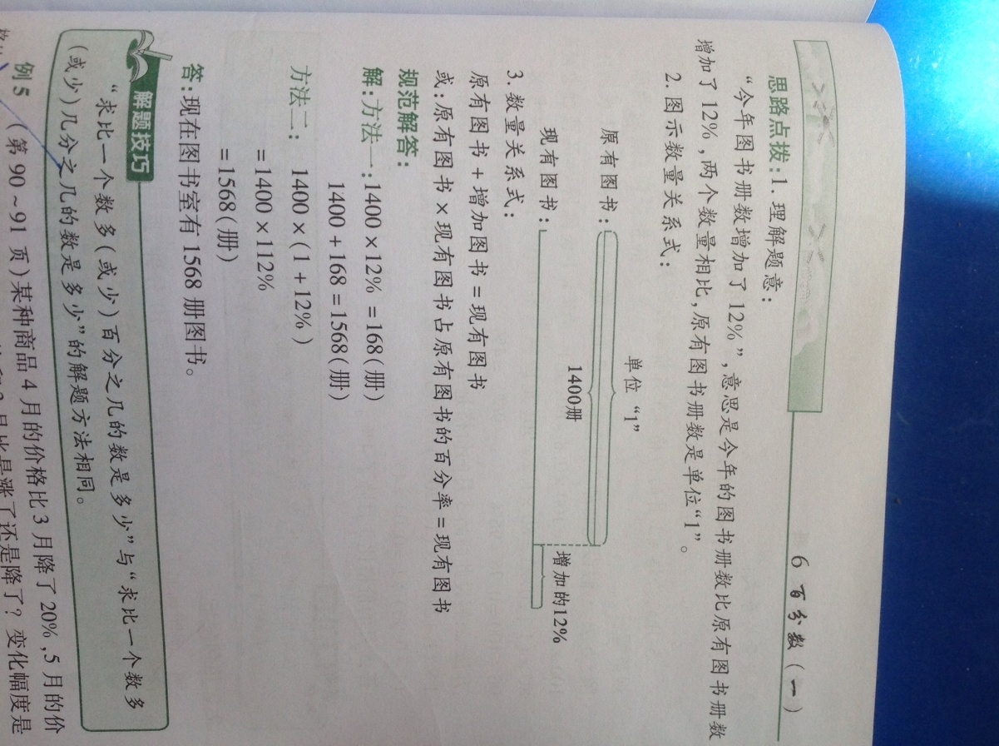 6 百分数(一)
思路点拨:1. 理解题意:
“今年图书册数增加了12%”,意思是今年的图书册数比原有图书册数
增加了12%,两个数量相比,原有图书册数是单位“1”。
2. 图示数量关系式:
单位“1”
原有图书:
1400册
增加的12%
现有图书:
3. 数量关系式:
原有图书+增加图书=现有图书
或:原有图书×现有图书占原有图书的百分率=现有图书
规范解答:
解:方法一:1400×12%=168(册)
1400+168=1568(册)
方法二: 1400×(1+12%)
=1400×112%
=1568(册)
答:现在图书室有1568册图书。
解题技巧
“求比一个数多(或少)百分之几的数是多少”与“求比一个数多
(或少)几分之几的数是多少”的解题方法相同。
例5 (第90~91页)某种商品4月的价格比3月降了20%,5月的价
月比是涨了还是降了?变化幅度是